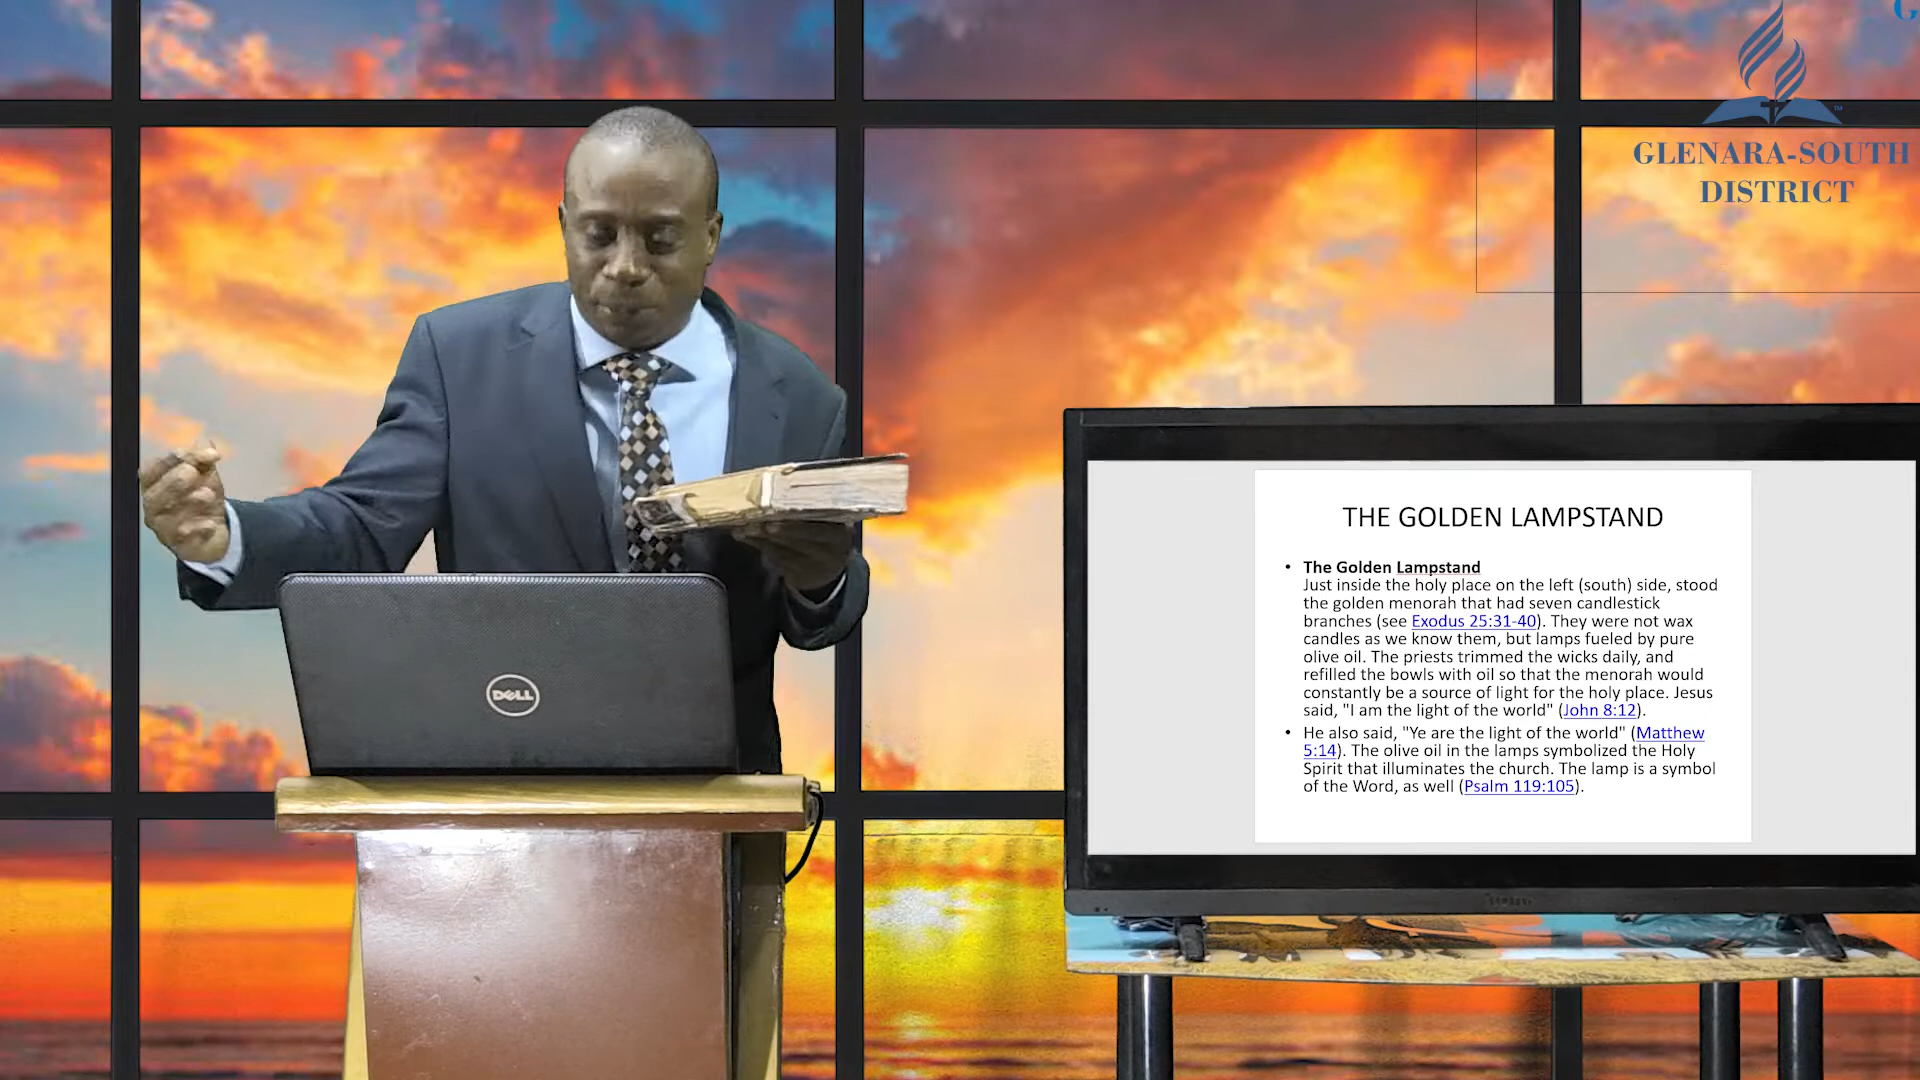 GLENARA-SOUTH
DISTRICT
THE GOLDEN LAMPSTAND
• The Golden Lampstand
Just inside the holy place on the left (south) side, stood
the golden menorah that had seven candlestick
branches (see Exodus 25:31-40). They were not wax
candles as we know them, but lamps fueled by pure
olive oil. The priests trimmed the wicks daily, and
refilled the bowls with oil so that the menorah would
constantly be a source of light for the holy place. Jesus
said, "I am the light of the world" (John 8:12).
• He also said, "Ye are the light of the world" (Matthew
5:14). The olive oil in the lamps symbolized the Holy
Spirit that illuminates the church. The lamp is a symbol
of the Word, as well (Psalm 119:105).
DELL